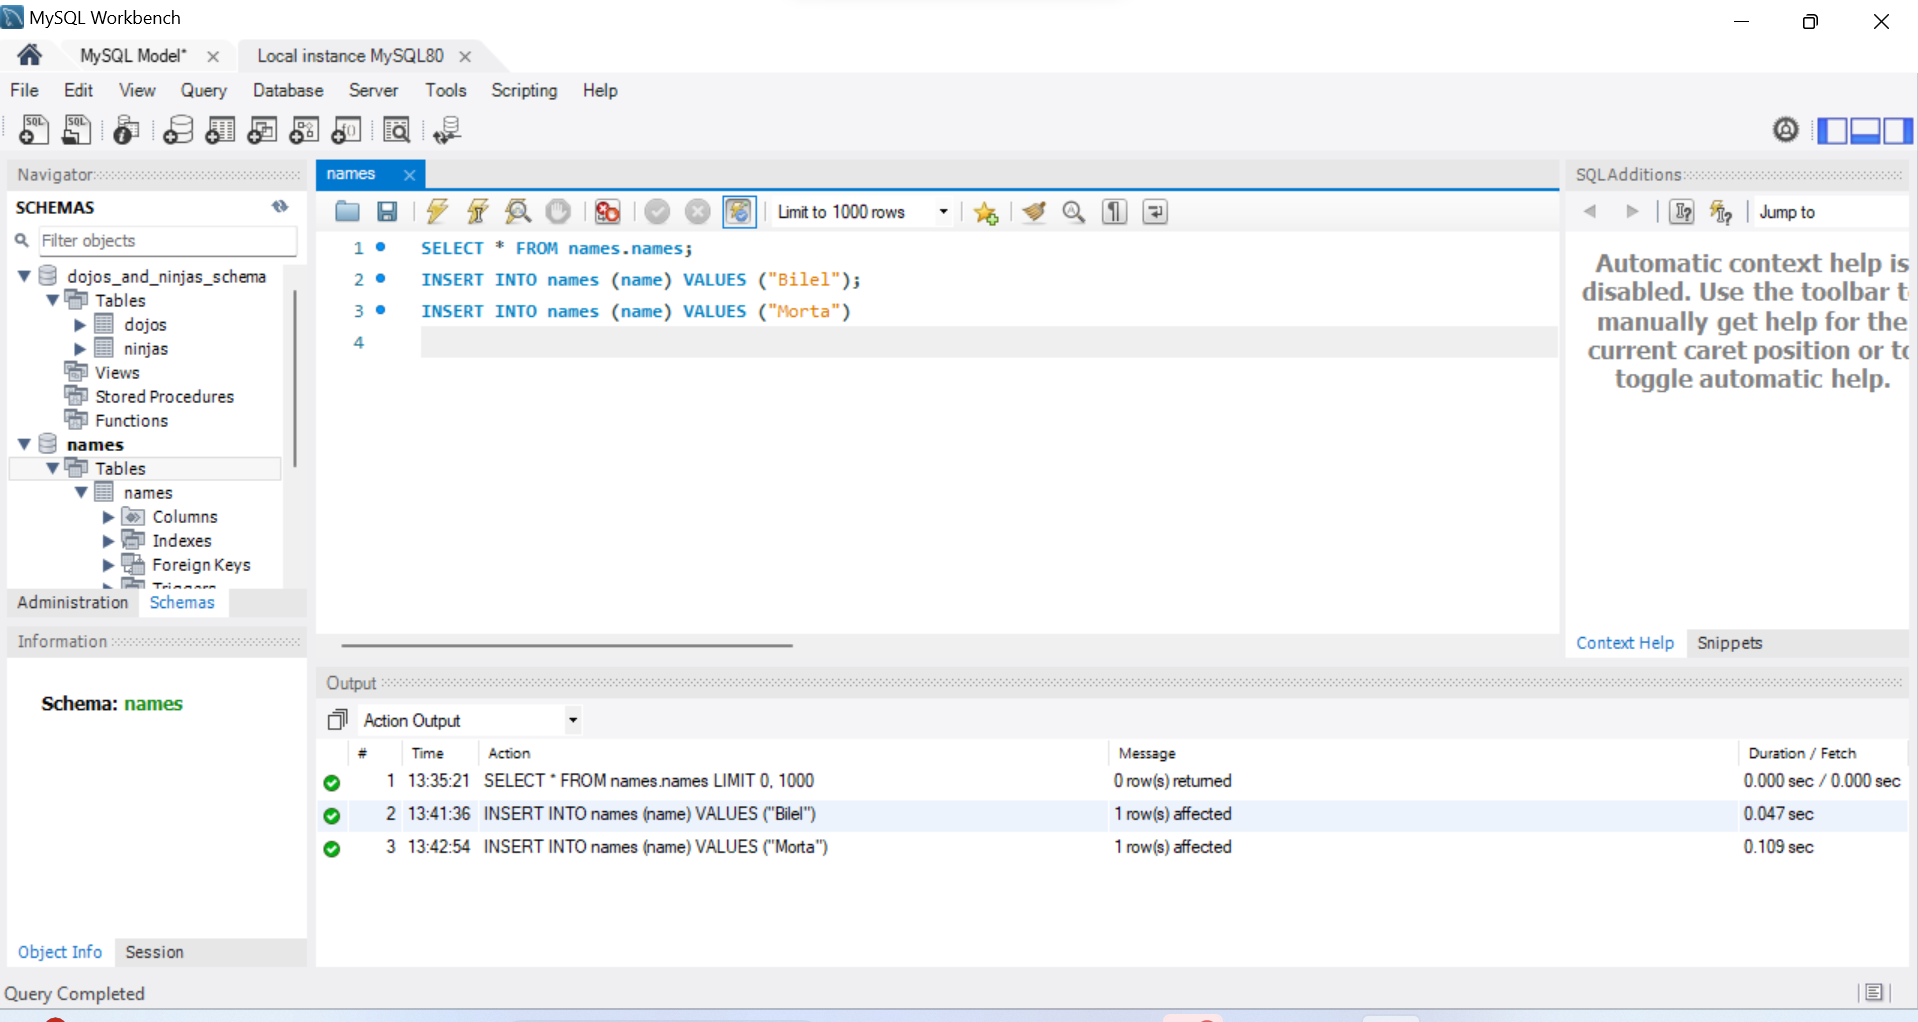 MySQL Workbench
MySQL Model*
Local instance MySQL80
File Edit View Query Database Server Tools Scripting Help
Navigator
SCHEMAS
Filter objects
dojos_and_ninjas_schema
Tables
dojos
ninjas
Views
Stored Procedures
Functions
names
Tables
names
Columns
Indexes
Foreign Keys
Triggers
Administration Schemas
Information
Schema: names
Object Info Session
names
Limit to 1000 rows
1 SELECT * FROM names.names;
2 INSERT INTO names (name) VALUES ("Bilel");
3 INSERT INTO names (name) VALUES ("Morta")
4
SQLAdditions
Jump to
Automatic context help is
disabled. Use the toolbar t
manually get help for the
current caret position or to
toggle automatic help.
Context Help Snippets
Output
Action Output
# Time Action Message Duration / Fetch
1 13:35:21 SELECT * FROM names.names LIMIT 0, 1000 0 row(s) returned 0.000 sec / 0.000 sec
2 13:41:36 INSERT INTO names (name) VALUES ("Bilel") 1 row(s) affected 0.047 sec
3 13:42:54 INSERT INTO names (name) VALUES ("Morta") 1 row(s) affected 0.109 sec
Query Completed